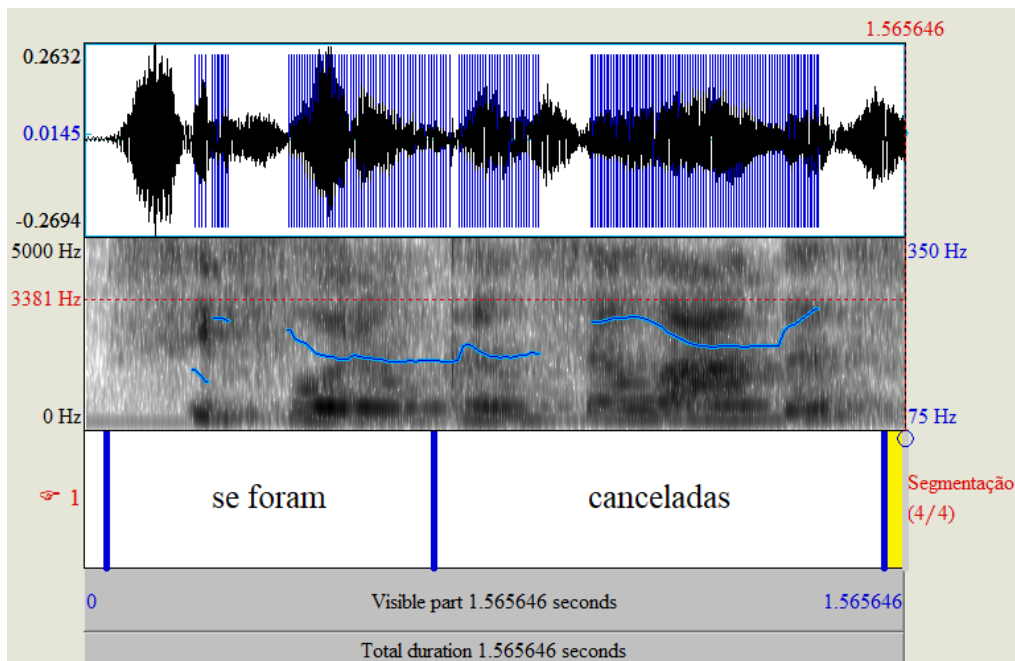 1.565646
0.2632
0.0145
-0.2694
5000 Hz
350 Hz
3381 Hz
0 Hz
75 Hz
☞ 1
se foram
canceladas
Segmentação
(4/4)
0
Visible part 1.565646 seconds
1.565646
Total duration 1.565646 seconds